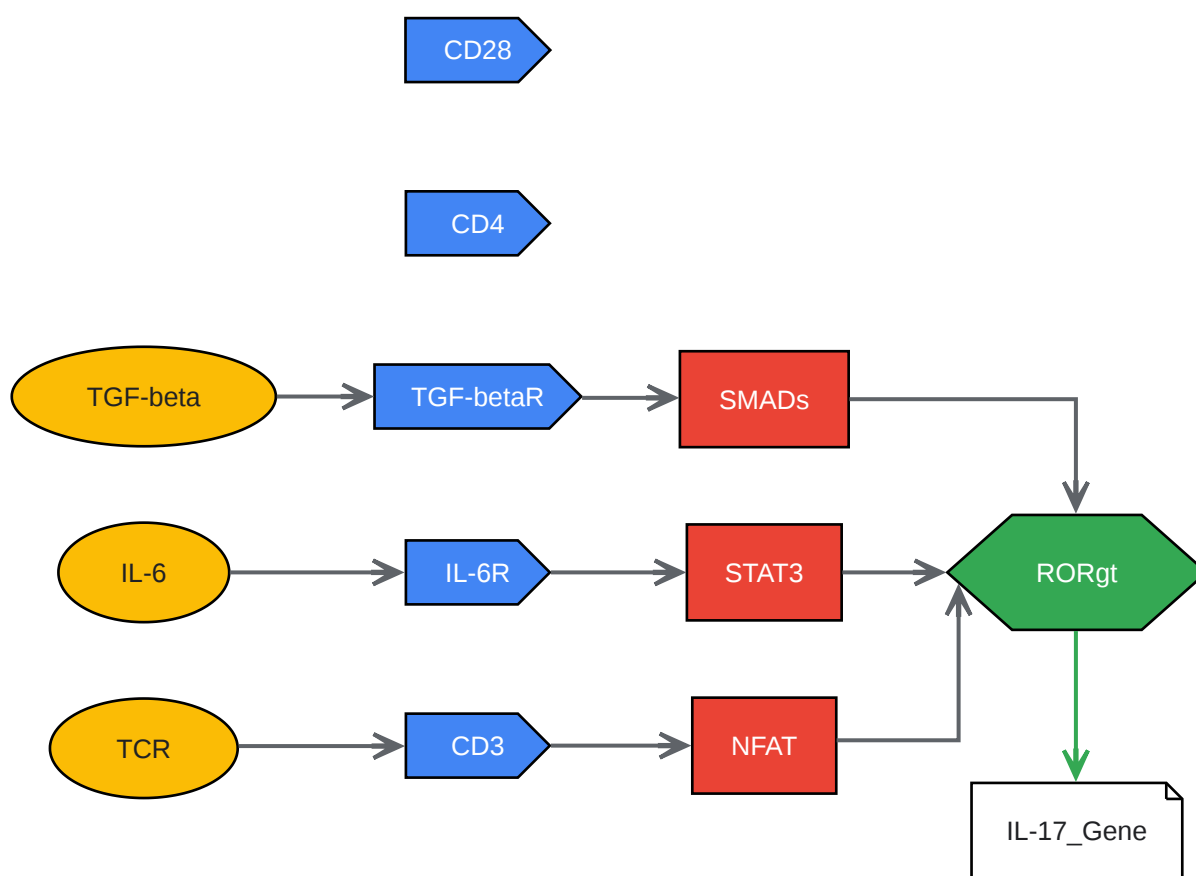 CD28
CD4
TGF-beta
TGF-betaR
SMADs
IL-6
IL-6R
STAT3
RORgt
TCR
CD3
NFAT
IL-17_Gene